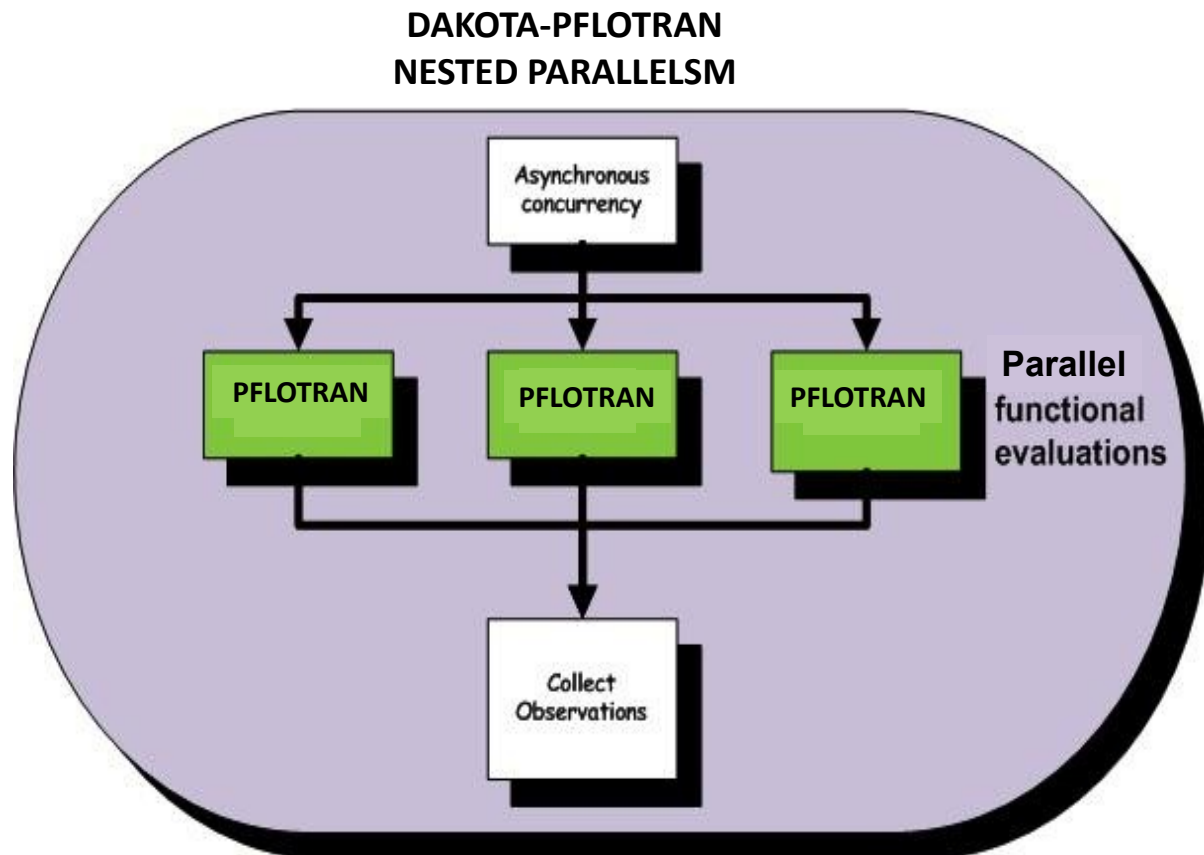 DAKOTA-PFLOTRAN
NESTED PARALLELSM
Asynchronous
concurrency
PFLOTRAN
PFLOTRAN
PFLOTRAN
Parallel
functional
evaluations
Collect
Observations